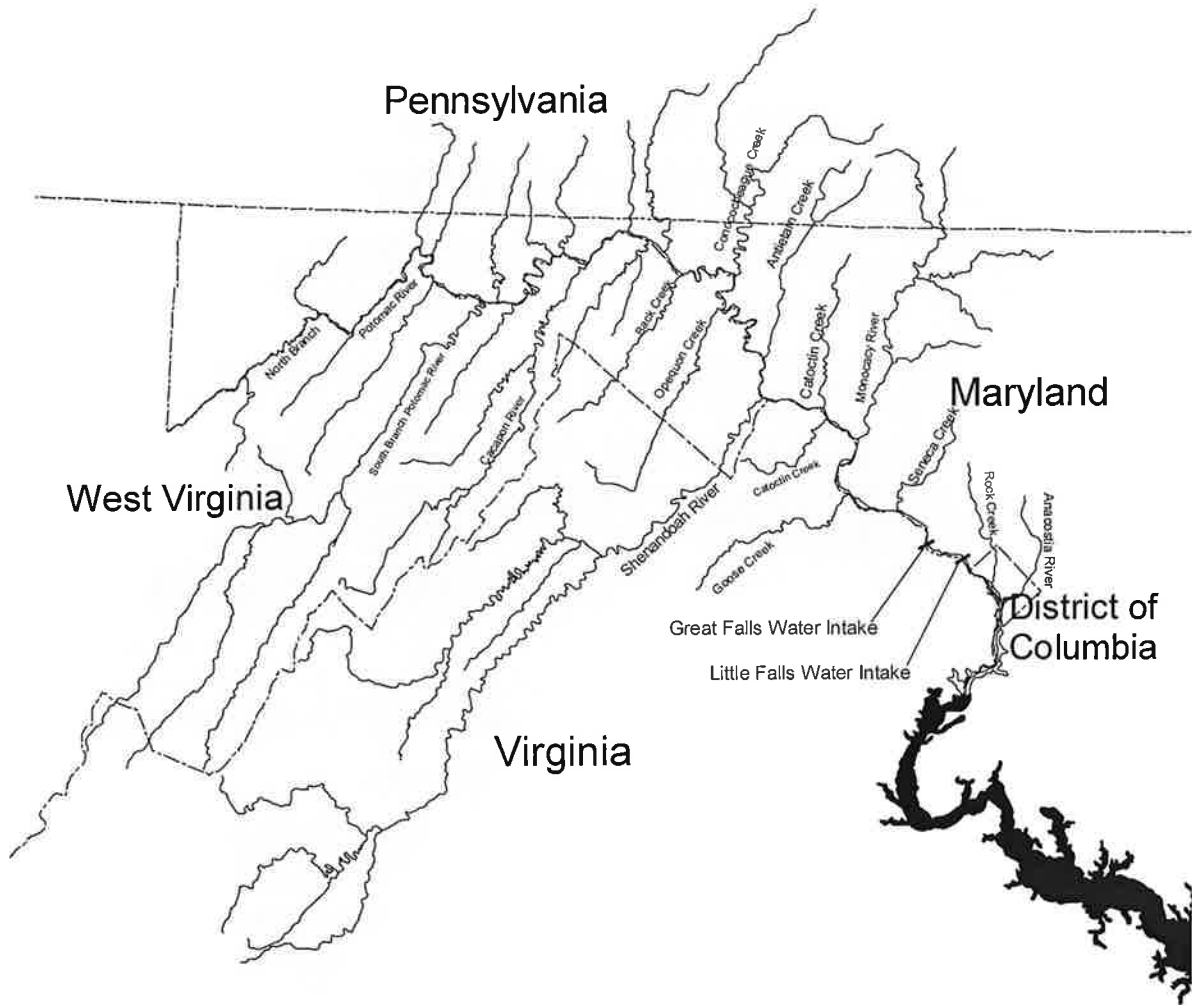 Pennsylvania
Conococheague Creek
Antietam Creek
North Branch
Potomac River
South Branch Potomac River
Cacapon River
Back Creek
Opequon Creek
Catoctin Creek
Monocacy River
Maryland
Seneca Creek
Rock Creek
Anacostia River
West Virginia
Catoctin Creek
Shenandoah River
Goose Creek
Great Falls Water Intake
Little Falls Water Intake
District of
Columbia
Virginia